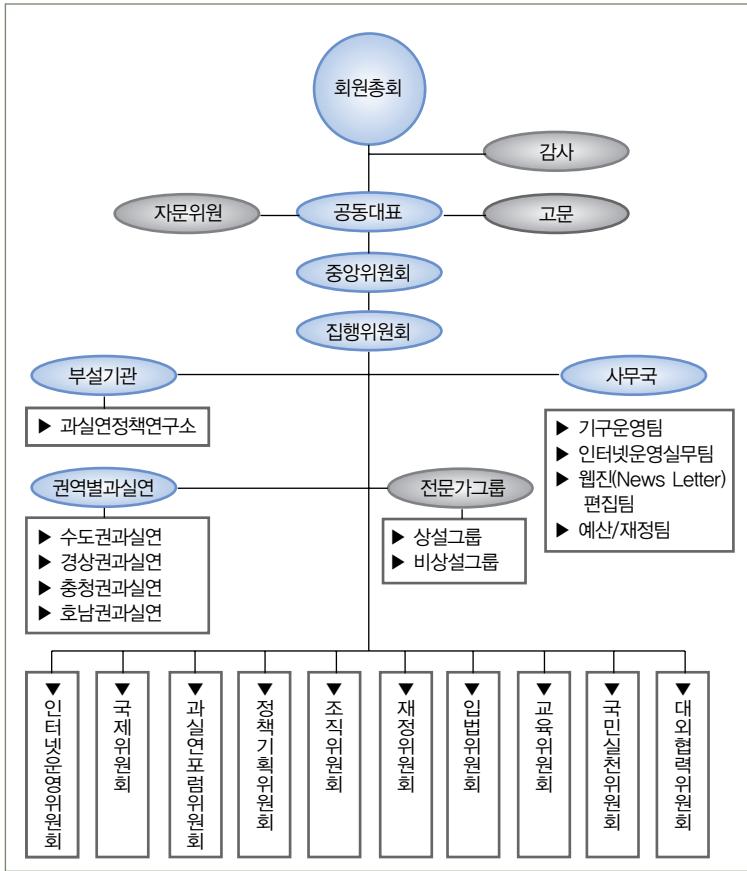 회원총회
감사
자문위원
공동대표
고문
중앙위원회
집행위원회
부설기관
▶ 과실연정책연구소
사무국
▶ 기구운영팀
▶ 인터넷운영실무팀
▶ 웹진(News Letter)
편집팀
▶ 예산/재정팀
권역별과실연
▶ 수도권과실연
▶ 경상권과실연
▶ 충청권과실연
▶ 호남권과실연
전문가그룹
▶ 상설그룹
▶ 비상설그룹
▼ 인터넷운영위원회
▼ 국제위원회
▼ 과실연포럼위원회
▼ 정책기획위원회
▼ 조직위원회
▼ 재정위원회
▼ 입법위원회
▼ 교육위원회
▼ 국민실천위원회
▼ 대외협력위원회